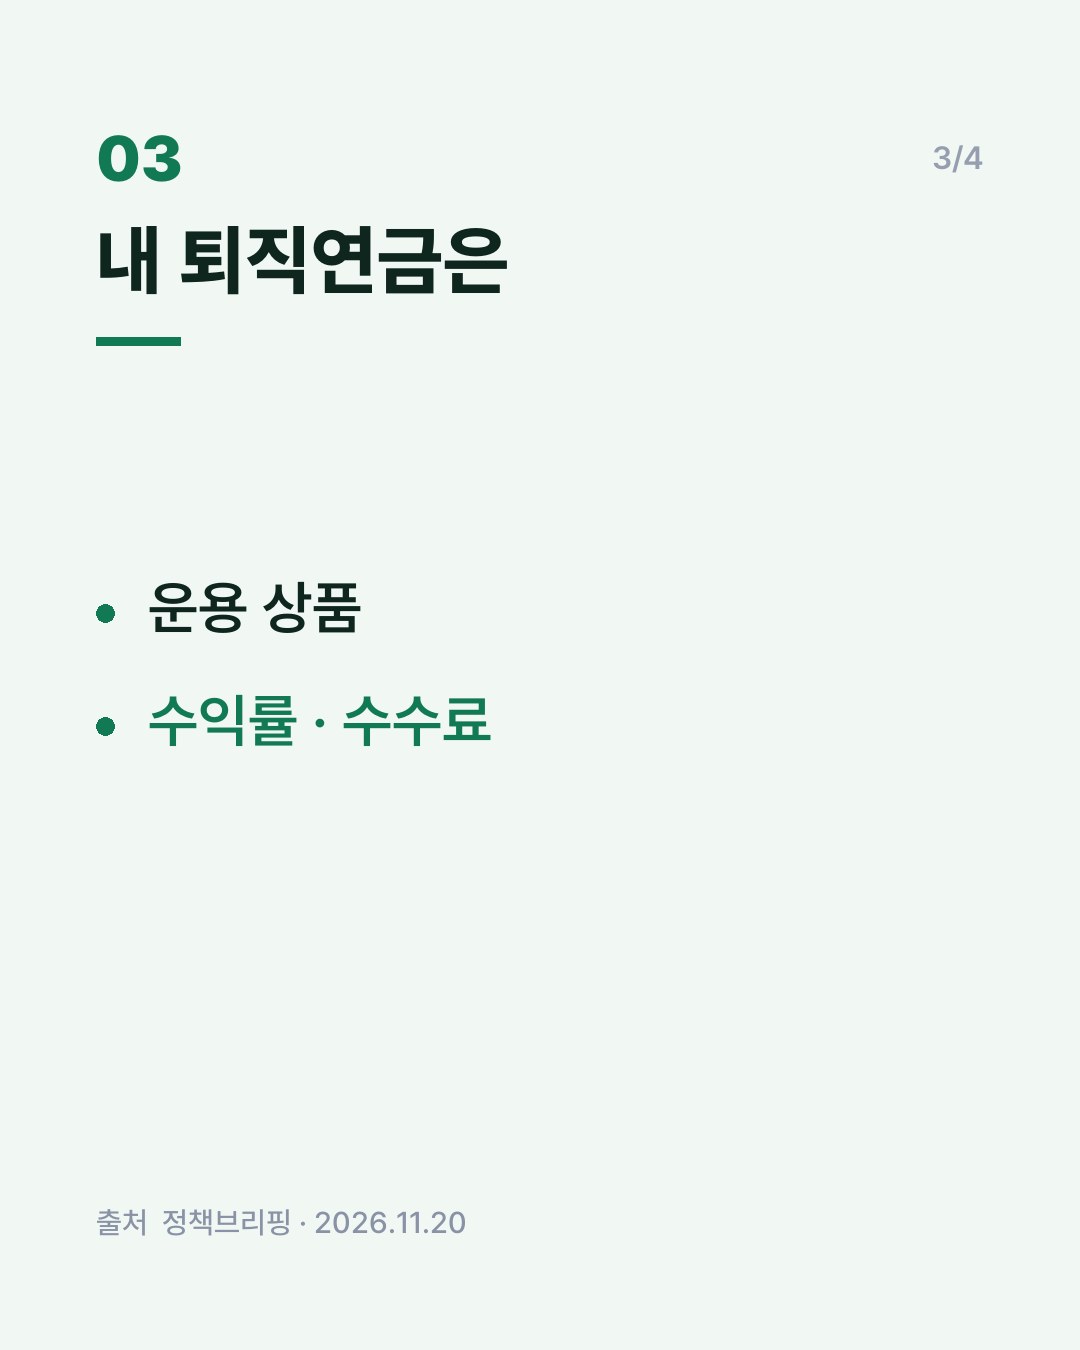 03
3/4
내 퇴직연금은
• 운용 상품
• 수익률 · 수수료
출처 정책브리핑 · 2026.11.20